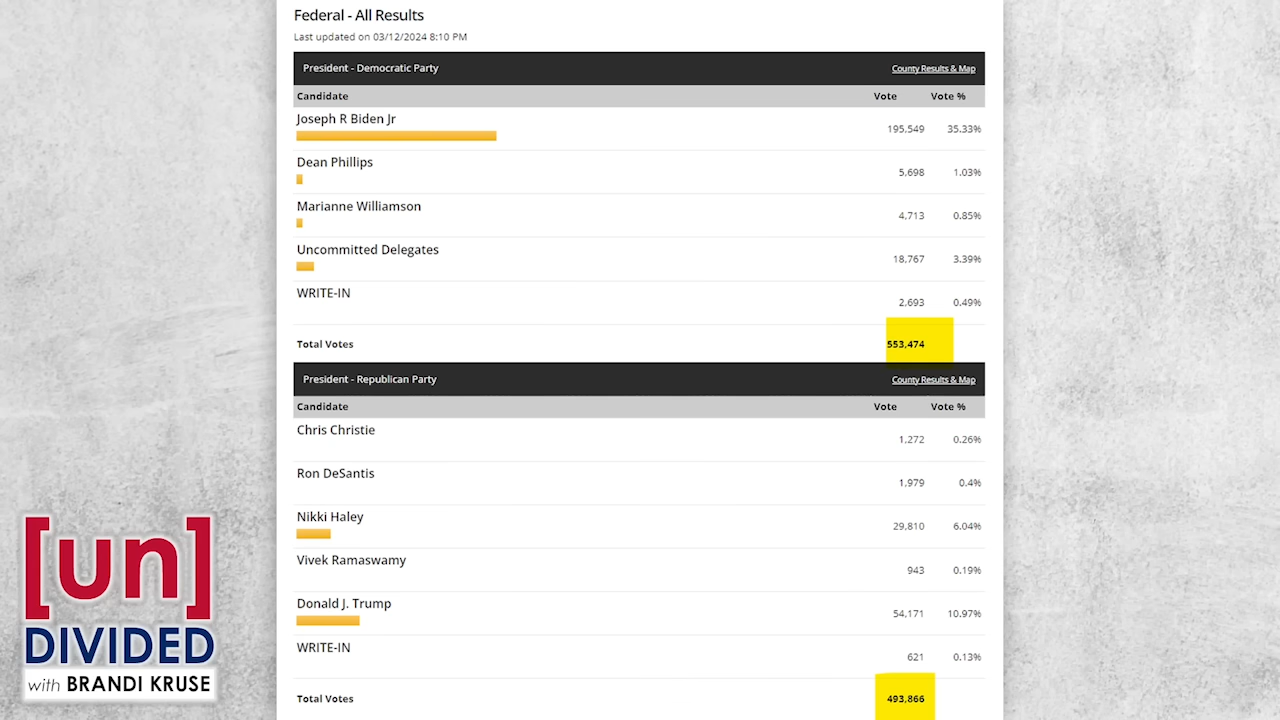 Federal - All Results
Last updated on 03/12/2024 8:10 PM
President - Democratic Party County Results & Map
Candidate Vote Vote %
Joseph R Biden Jr 195,549 35.33%
Dean Phillips 5,698 1.03%
Marianne Williamson 4,713 0.85%
Uncommitted Delegates 18,767 3.39%
WRITE-IN 2,693 0.49%
Total Votes 553,474
President - Republican Party County Results & Map
Candidate Vote Vote %
Chris Christie 1,272 0.26%
Ron DeSantis 1,979 0.4%
Nikki Haley 29,810 6.04%
Vivek Ramaswamy 943 0.19%
Donald J. Trump 54,171 10.97%
WRITE-IN 621 0.13%
Total Votes 493,866
[un]
DIVIDED
with BRANDI KRUSE